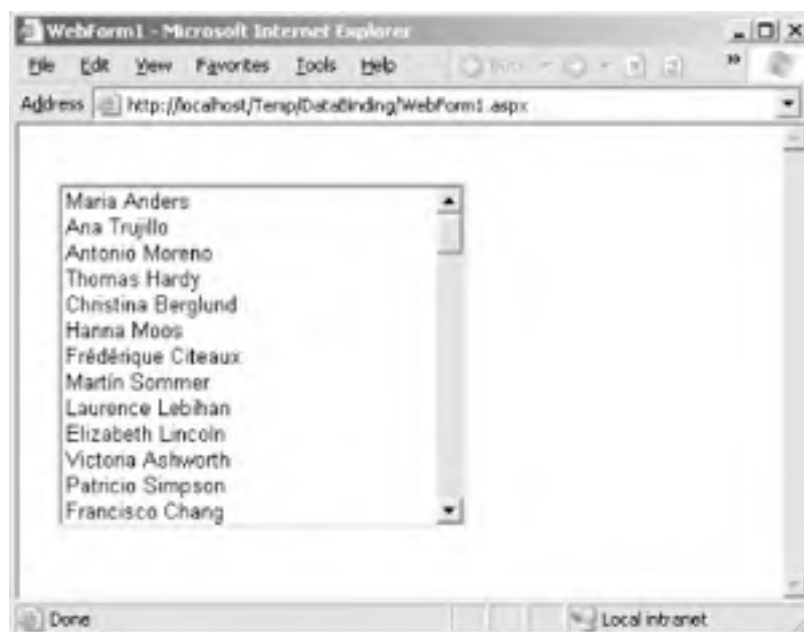 WebForm1 - Microsoft Internet Explorer
File Edit View Favorites Tools Help »
Address http://localhost/Temp/DataBinding/WebForm1.aspx
Maria Anders
Ana Trujillo
Antonio Moreno
Thomas Hardy
Christina Berglund
Hanna Moos
Frédérique Citeaux
Martín Sommer
Laurence Lebihan
Elizabeth Lincoln
Victoria Ashworth
Patricio Simpson
Francisco Chang
Done Local intranet